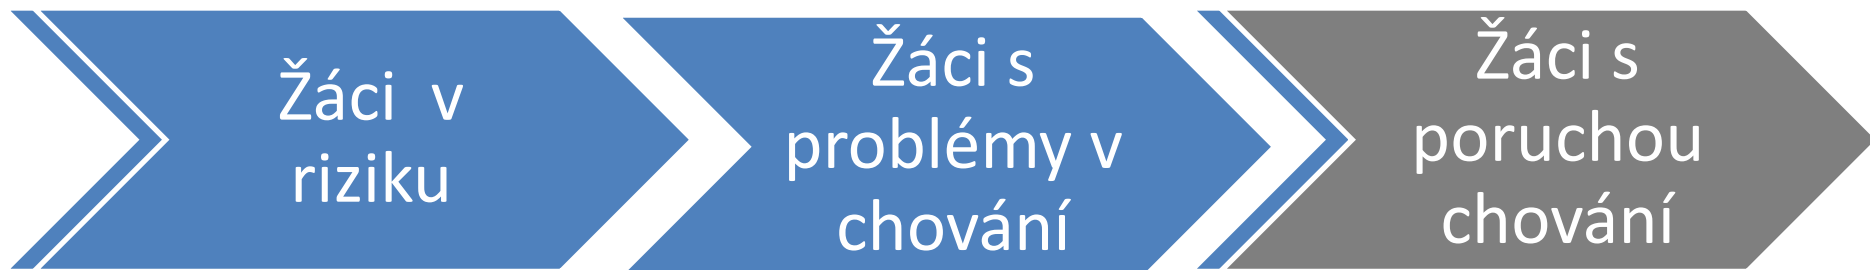 Žáci v
riziku
Žáci s
problémy v
chování
Žáci s
poruchou
chování